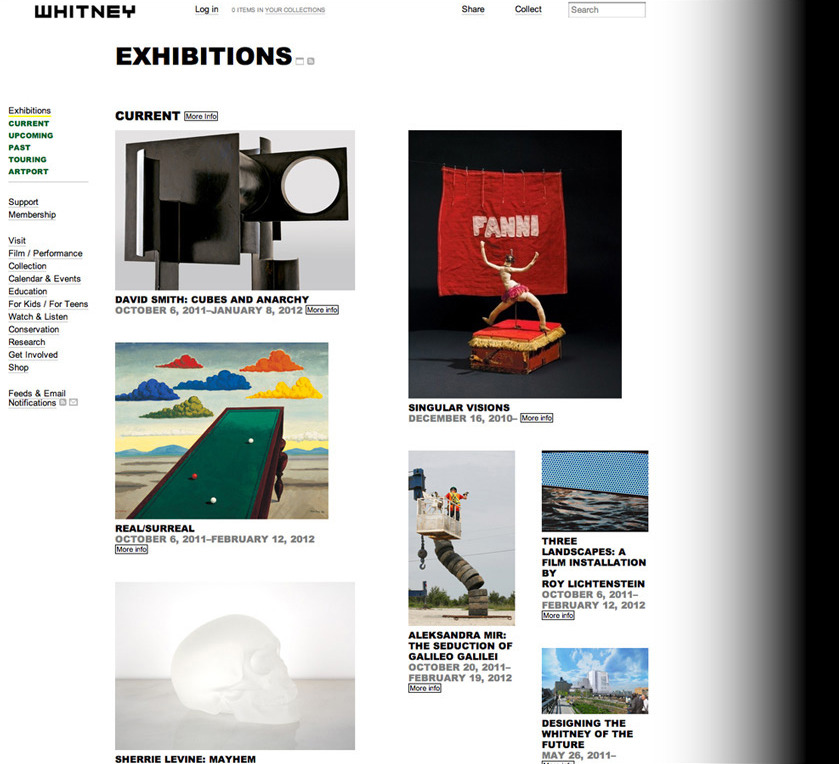 WHITNEY
Log in
0 ITEMS IN YOUR COLLECTIONS
Share
Collect
Search
EXHIBITIONS
Exhibitions
CURRENT
UPCOMING
PAST
TOURING
ARTPORT
Support
Membership
Visit
Film / Performance
Collection
Calendar & Events
Education
For Kids / For Teens
Watch & Listen
Conservation
Research
Get Involved
Shop
Feeds & Email
Notifications
CURRENT More Info
DAVID SMITH: CUBES AND ANARCHY
OCTOBER 6, 2011–JANUARY 8, 2012 More info
REAL/SURREAL
OCTOBER 6, 2011–FEBRUARY 12, 2012
More info
SHERRIE LEVINE: MAYHEM
FANNI
SINGULAR VISIONS
DECEMBER 16, 2010– More info
ALEKSANDRA MIR:
THE SEDUCTION OF
GALILEO GALILEI
OCTOBER 20, 2011–
FEBRUARY 19, 2012
More info
THREE
LANDSCAPES: A
FILM INSTALLATION
BY
ROY LICHTENSTEIN
OCTOBER 6, 2011–
FEBRUARY 12, 2012
More info
DESIGNING THE
WHITNEY OF THE
FUTURE
MAY 26, 2011–